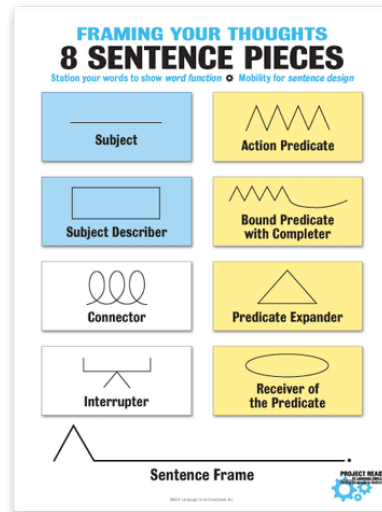 FRAMING YOUR THOUGHTS
8 SENTENCE PIECES
Station your words to show word function ✿ Mobility for sentence design
Subject
Action Predicate
Subject Describer
Bound Predicate
with Completer
Connector
Predicate Expander
Interrupter
Receiver of
the Predicate
Sentence Frame
PROJECT READ